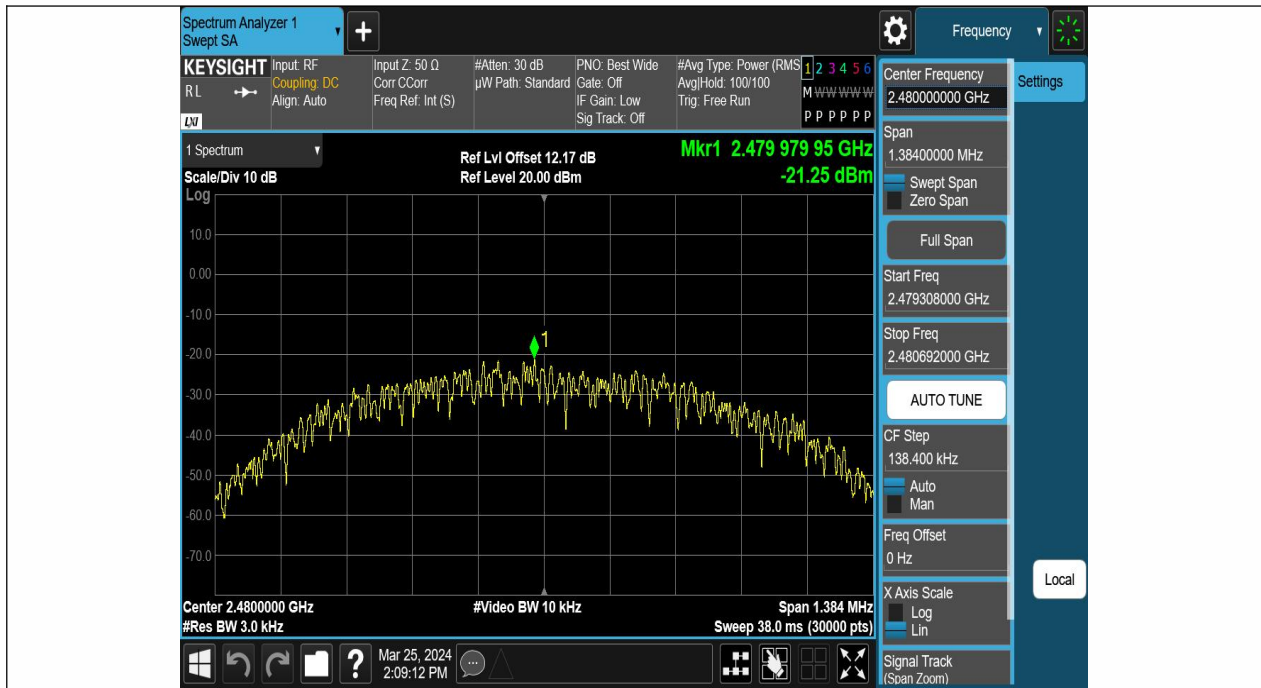 Spectrum Analyzer 1
Swept SA
+
Frequency
KEYSIGHT
RL
LXI
Input: RF
Coupling: DC
Align: Auto
Input Z: 50 Ω
Corr CCorr
Freq Ref: Int (S)
#Atten: 30 dB
µW Path: Standard
PNO: Best Wide
Gate: Off
IF Gain: Low
Sig Track: Off
#Avg Type: Power (RMS
Avg|Hold: 100/100
Trig: Free Run
1 2 3 4 5 6
M W W W W W
P P P P P P
1 Spectrum
Scale/Div 10 dB
Ref Lvl Offset 12.17 dB
Ref Level 20.00 dBm
Mkr1 2.479 979 95 GHz
-21.25 dBm
Log
10.0
0.00
-10.0
-20.0
-30.0
-40.0
-50.0
-60.0
-70.0
1
Center 2.4800000 GHz
#Res BW 3.0 kHz
#Video BW 10 kHz
Span 1.384 MHz
Sweep 38.0 ms (30000 pts)
Center Frequency
2.480000000 GHz
Settings
Span
1.38400000 MHz
Swept Span
Zero Span
Full Span
Start Freq
2.479308000 GHz
Stop Freq
2.480692000 GHz
AUTO TUNE
CF Step
138.400 kHz
Auto
Man
Freq Offset
0 Hz
X Axis Scale
Log
Lin
Local
Signal Track
(Span Zoom)
?
Mar 25, 2024
2:09:12 PM